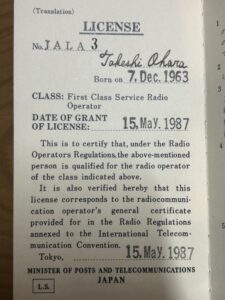 (Translation)
LICENSE
No. JALA 3
Takeshi Ohara
Born on 7. Dec. 1963
CLASS: First Class Service Radio
Operator
DATE OF GRANT
OF LICENSE: 15. May. 1987
This is to certify that, under the Radio
Operators Regulations, the above-mentioned
person is qualified for the radio operator
of the class indicated above.
It is also verified hereby that this
license corresponds to the radiocommuni-
cation operator's general certificate
provided for in the Radio Regulations
annexed to the International Telecom-
munication Convention.
Tokyo, 15. May. 1987
MINISTER OF POSTS AND TELECOMMUNICATIONS
JAPAN
L.S.